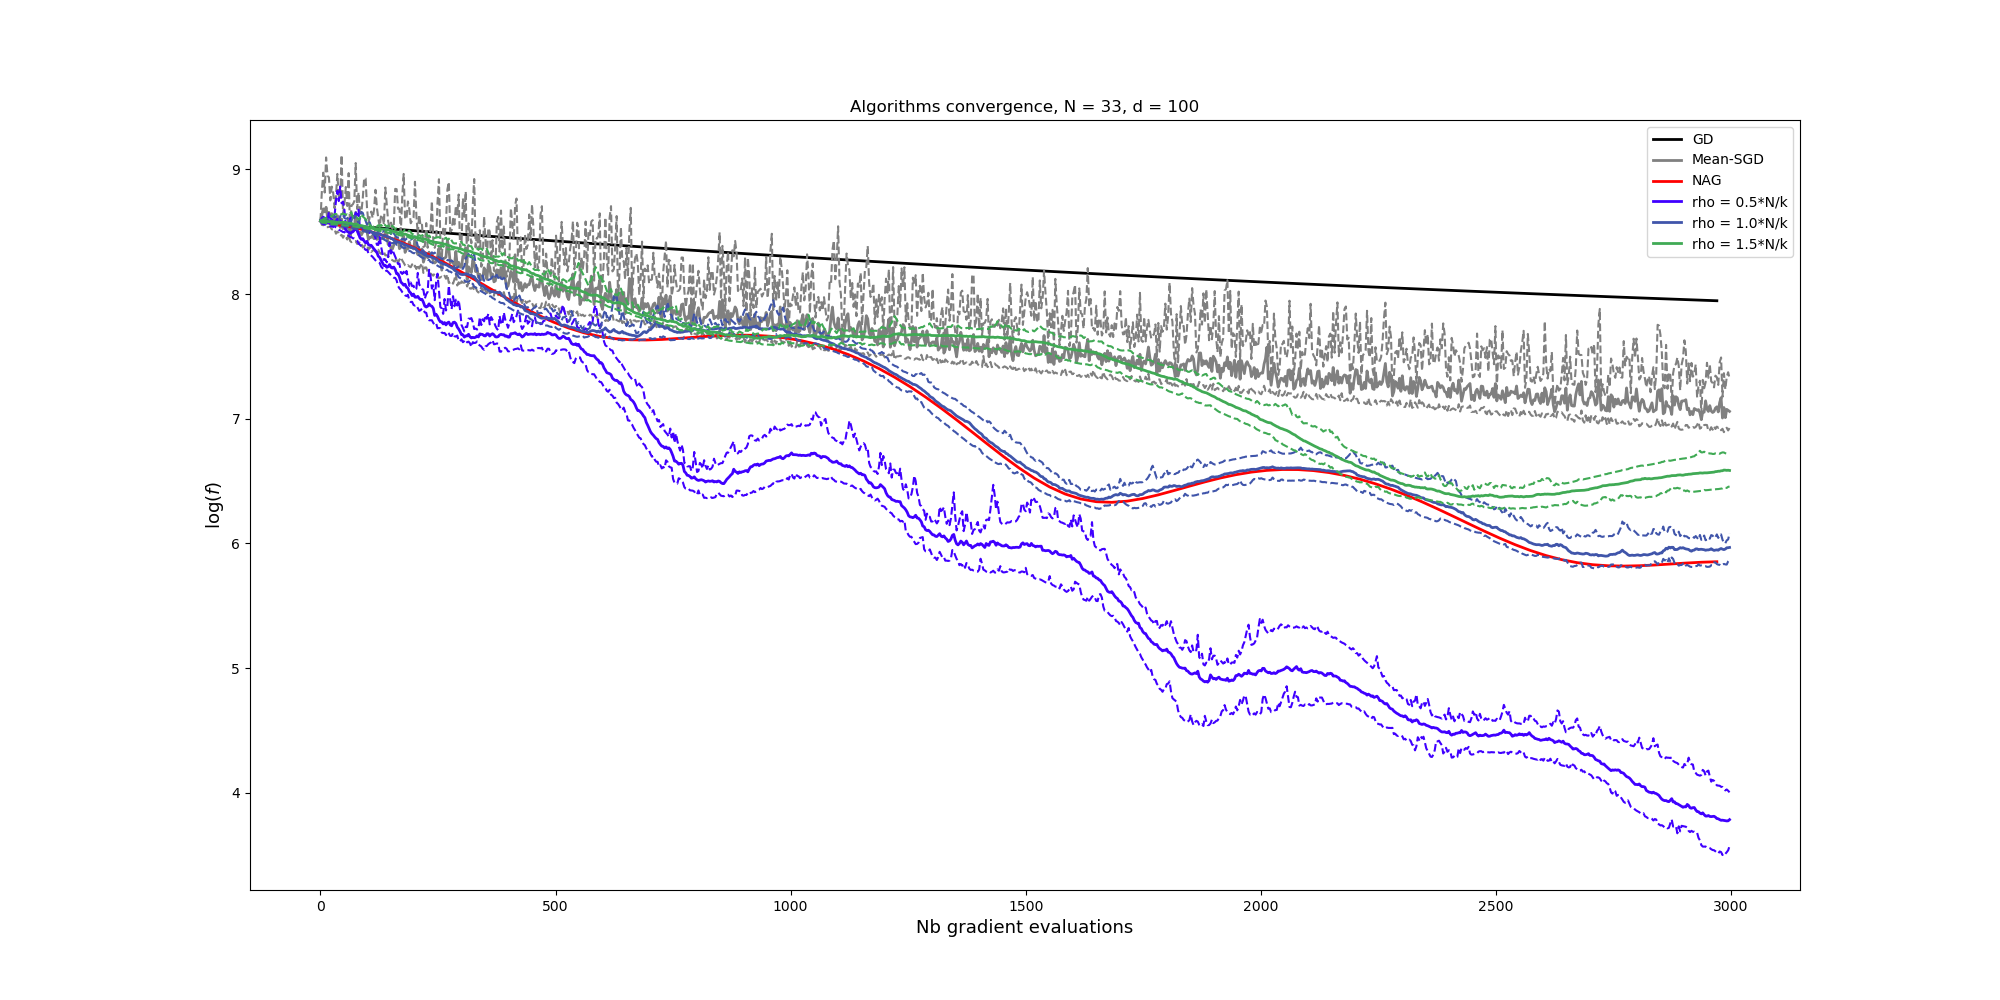 Algorithms convergence, N = 33, d = 100
GD
Mean-SGD
NAG
rho = 0.5*N/k
rho = 1.0*N/k
rho = 1.5*N/k
log(f)
9
8
7
6
5
4
0
500
1000
1500
2000
2500
3000
Nb gradient evaluations